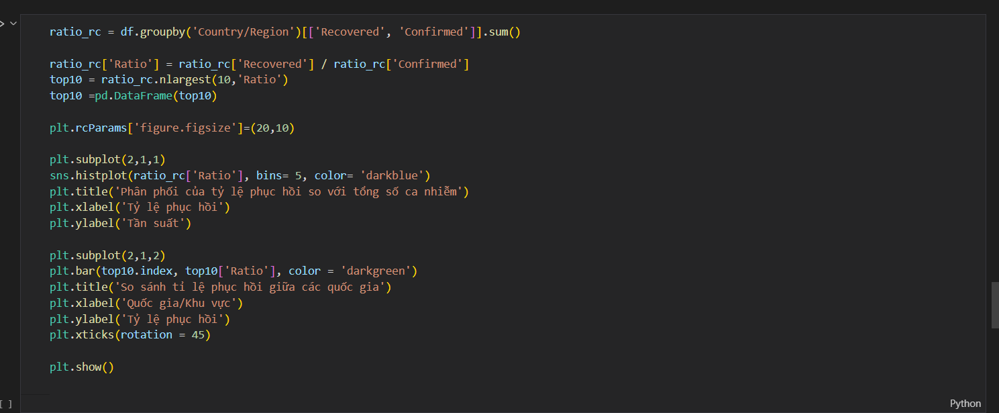 ratio_rc = df.groupby('Country/Region')[['Recovered', 'Confirmed']].sum()
ratio_rc['Ratio'] = ratio_rc['Recovered'] / ratio_rc['Confirmed']
top10 = ratio_rc.nlargest(10,'Ratio')
top10 =pd.DataFrame(top10)
plt.rcParams['figure.figsize']=(20,10)
plt.subplot(2,1,1)
sns.histplot(ratio_rc['Ratio'], bins= 5, color= 'darkblue')
plt.title('Phân phối của tỷ lệ phục hồi so với tổng số ca nhiễm')
plt.xlabel('Tỷ lệ phục hồi')
plt.ylabel('Tần suất')
plt.subplot(2,1,2)
plt.bar(top10.index, top10['Ratio'], color = 'darkgreen')
plt.title('So sánh tỉ lệ phục hồi giữa các quốc gia')
plt.xlabel('Quốc gia/Khu vực')
plt.ylabel('Tỷ lệ phục hồi')
plt.xticks(rotation = 45)
plt.show()
[ ]
Python